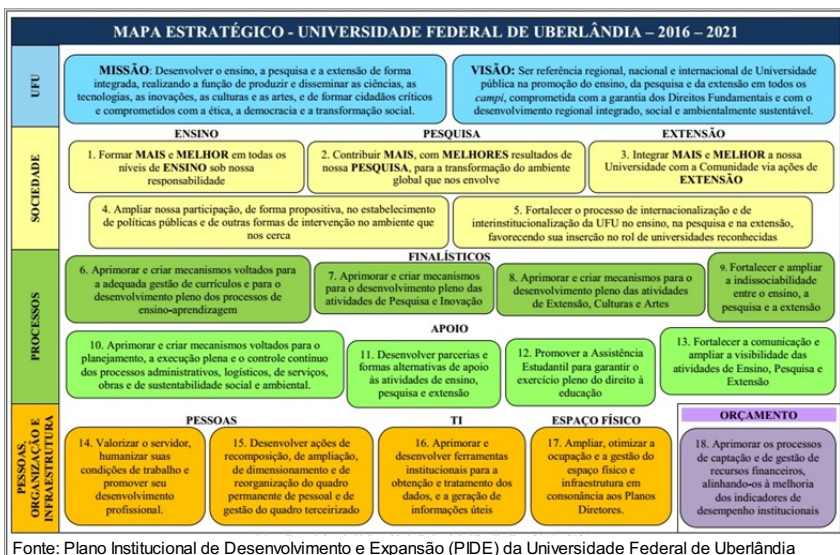 MAPA ESTRATÉGICO - UNIVERSIDADE FEDERAL DE UBERLÂNDIA – 2016 – 2021
UFU
MISSÃO: Desenvolver o ensino, a pesquisa e a extensão de forma
integrada, realizando a função de produzir e disseminar as ciências, as
tecnologias, as inovações, as culturas e as artes, e de formar cidadãos críticos
e comprometidos com a ética, a democracia e a transformação social.
VISÃO: Ser referência regional, nacional e internacional de Universidade
pública na promoção do ensino, da pesquisa e da extensão em todos os
campi, comprometida com a garantia dos Direitos Fundamentais e com o
desenvolvimento regional integrado, social e ambientalmente sustentável.
SOCIEDADE
ENSINO
PESQUISA
EXTENSÃO
1. Formar MAIS e MELHOR em todas os
níveis de ENSINO sob nossa
responsabilidade
2. Contribuir MAIS, com MELHORES resultados de
nossa PESQUISA, para a transformação do ambiente
global que nos envolve
3. Integrar MAIS e MELHOR a nossa
Universidade com a Comunidade via ações de
EXTENSÃO
4. Ampliar nossa participação, de forma propositiva, no estabelecimento
de políticas públicas e de outras formas de intervenção no ambiente que
nos cerca
5. Fortalecer o processo de internacionalização e de
interinstitucionalização da UFU no ensino, na pesquisa e na extensão,
favorecendo sua inserção no rol de universidades reconhecidas
PROCESSOS
FINALÍSTICOS
6. Aprimorar e criar mecanismos voltados para
a adequada gestão de currículos e para o
desenvolvimento pleno dos processos de
ensino-aprendizagem
7. Aprimorar e criar mecanismos
para o desenvolvimento pleno das
atividades de Pesquisa e Inovação
8. Aprimorar e criar mecanismos para o
desenvolvimento pleno das atividades
de Extensão, Culturas e Artes
9. Fortalecer e ampliar
a indissociabilidade
entre o ensino, a
pesquisa e a extensão
APOIO
10. Aprimorar e criar mecanismos voltados para o
planejamento, a execução plena e o controle contínuo
dos processos administrativos, logísticos, de serviços,
obras e de sustentabilidade social e ambiental.
11. Desenvolver parcerias e
formas alternativas de apoio
às atividades de ensino,
pesquisa e extensão
12. Promover a Assistência
Estudantil para garantir o
exercício pleno do direito à
educação
13. Fortalecer a comunicação e
ampliar a visibilidade das
atividades de Ensino, Pesquisa e
Extensão
PESSOAS,
ORGANIZAÇÃO E
INFRAESTRUTURA
PESSOAS
TI
ESPAÇO FÍSICO
ORÇAMENTO
14. Valorizar o servidor,
humanizar suas
condições de trabalho e
promover seu
desenvolvimento
profissional.
15. Desenvolver ações de
recomposição, de ampliação,
de dimensionamento e de
reorganização do quadro
permanente de pessoal e de
gestão do quadro terceirizado
16. Aprimorar e
desenvolver ferramentas
institucionais para a
obtenção e tratamento dos
dados, e a geração de
informações úteis
17. Ampliar, otimizar a
ocupação e a gestão do
espaço físico e
infraestrutura em
consonância aos Planos
Diretores.
18. Aprimorar os processos
de captação e de gestão de
recursos financeiros,
alinhando-os à melhoria
dos indicadores de
desempenho institucionais
Fonte: Plano Institucional de Desenvolvimento e Expansão (PIDE) da Universidade Federal de Uberlândia